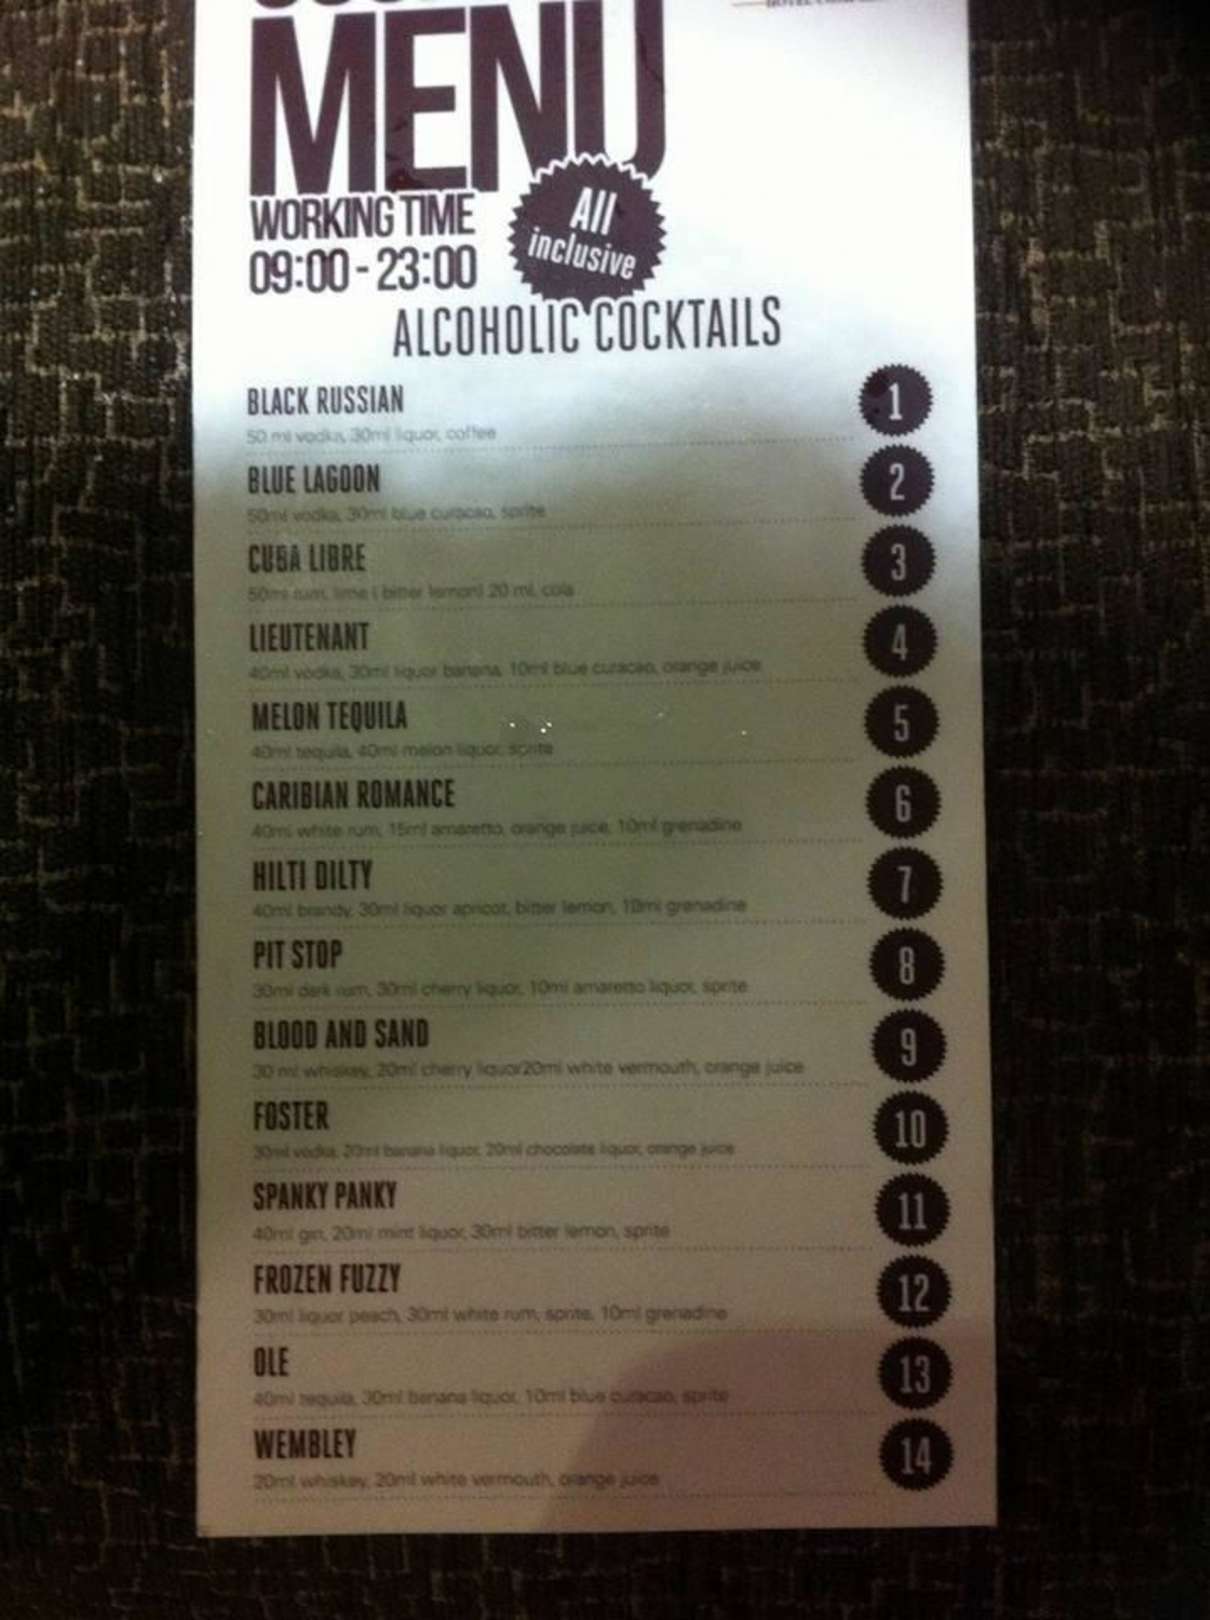 MENU
WORKING TIME
09:00 - 23:00
All
inclusive
ALCOHOLIC COCKTAILS
BLACK RUSSIAN
1
50 ml vodka, 30ml liquor, coffee
BLUE LAGOON
2
50ml vodka, 30ml blue curacao, sprite
CUBA LIBRE
3
50ml rum, lime ( bitter lemon) 20 ml, cola
LIEUTENANT
4
40ml vodka, 30ml liquor banana, 10ml blue curacao, orange juice
MELON TEQUILA
5
40ml tequila, 40ml melon liquor, sprite
CARIBIAN ROMANCE
6
40ml white rum, 15ml amaretto, orange juice, 10ml grenadine
HILTI DILTY
7
40ml brandy, 30ml liquor apricot, bitter lemon, 10ml grenadine
PIT STOP
8
30ml dark rum, 30ml cherry liquor, 10ml amaretto liquor, sprite
BLOOD AND SAND
9
30 ml whiskey, 20ml cherry liquor20ml white vermouth, orange juice
FOSTER
10
30ml vodka, 20ml banana liquor, 20ml chocolate liquor, orange juice
SPANKY PANKY
11
40ml gin, 20ml mint liquor, 30ml bitter lemon, sprite
FROZEN FUZZY
12
30ml liquor peach, 30ml white rum, sprite, 10ml grenadine
OLE
13
40ml tequila, 30ml banana liquor, 10ml blue curacao, sprite
WEMBLEY
14
20ml whiskey, 20ml white vermouth, orange juice